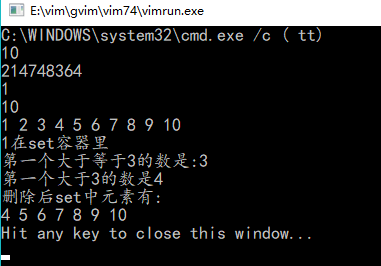 E:\vim\gvim\vim74\vimrun.exe
C:\WINDOWS\system32\cmd.exe /c ( tt)
10
214748364
1
10
1 2 3 4 5 6 7 8 9 10
1在set容器里
第一个大于等于3的数是:3
第一个大于3的数是4
删除后set中元素有:
4 5 6 7 8 9 10
Hit any key to close this window...